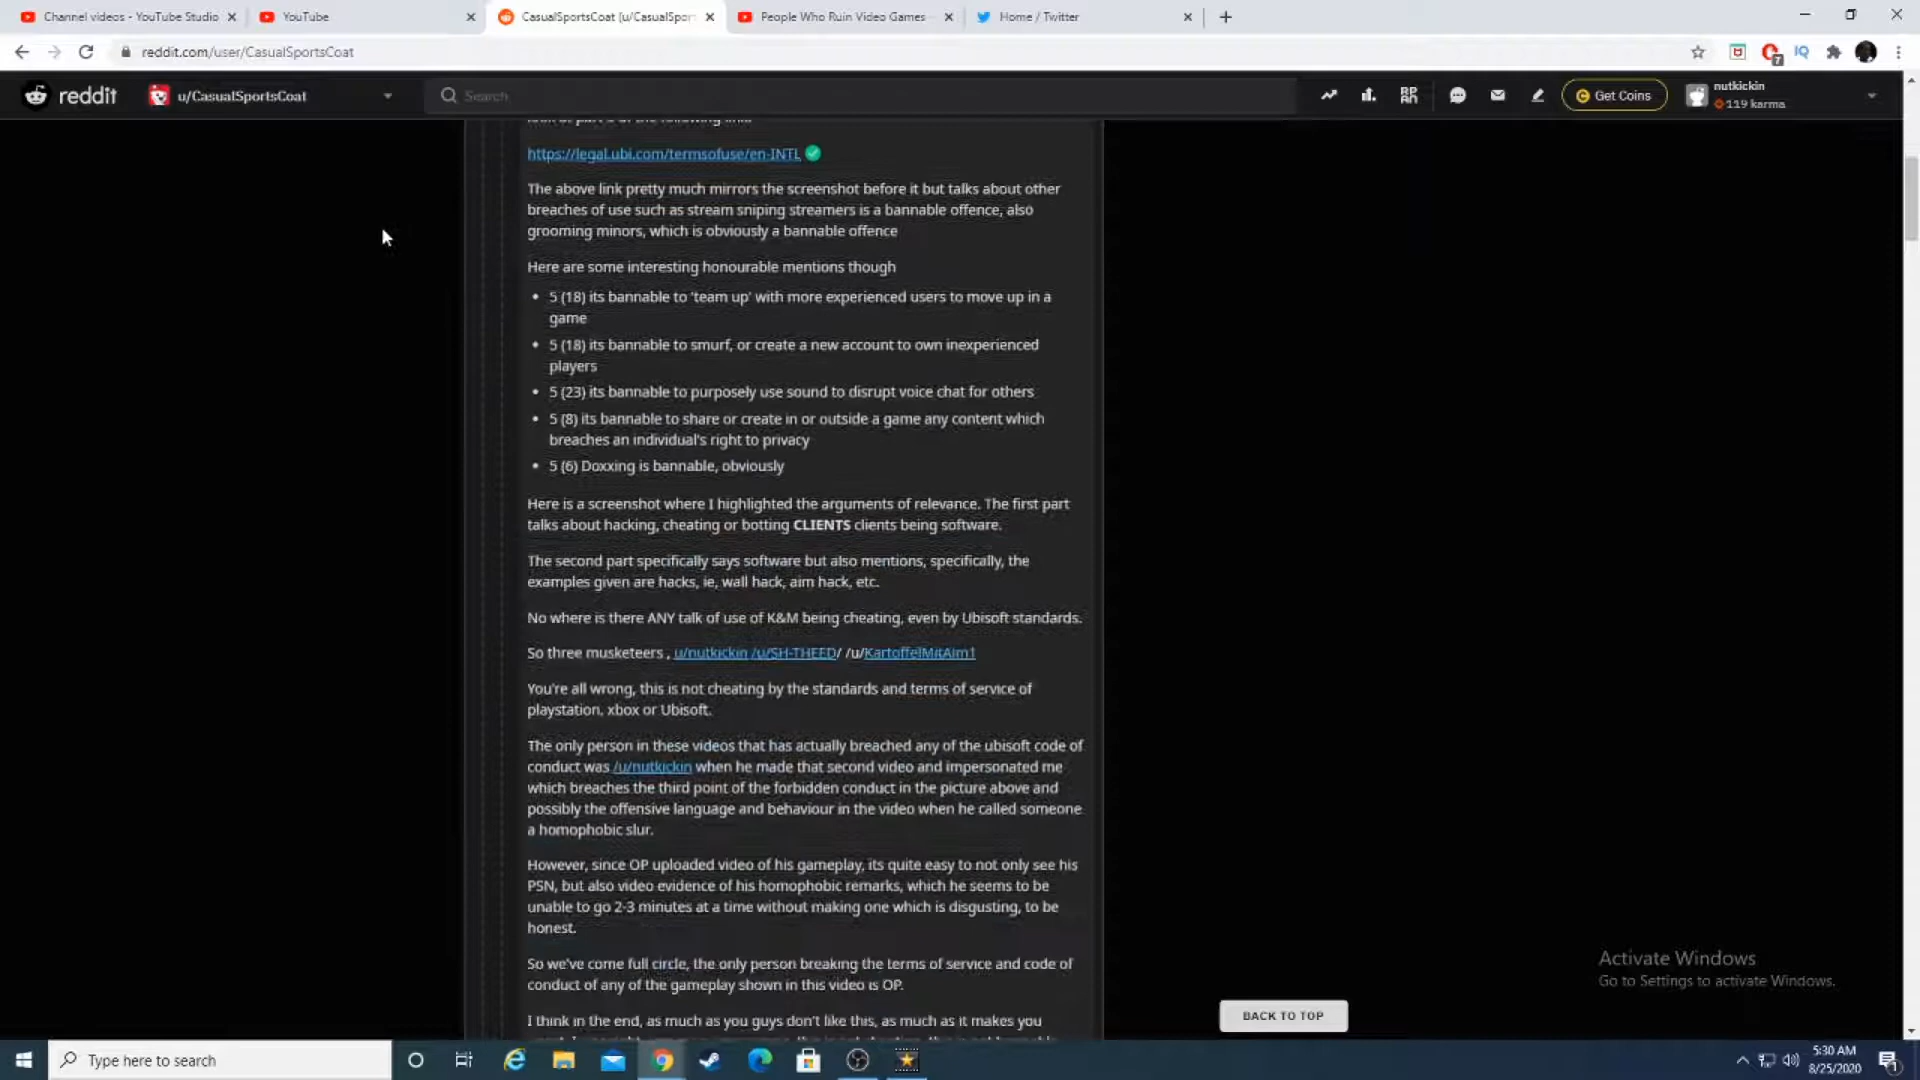 Channel videos - YouTube Studio
YouTube
CasualSportsCoat (u/CasualSpor
People Who Ruin Video Games
Home / Twitter
reddit.com/user/CasualSportsCoat
7
IQ
reddit
u/CasualSportsCoat
Search
Get Coins
nutkickin
119 karma
https://legal.ubi.com/termsofuse/en-INTL
The above link pretty much mirrors the screenshot before it but talks about other
breaches of use such as stream sniping streamers is a bannable offence, also
grooming minors, which is obviously a bannable offence
Here are some interesting honourable mentions though
• 5 (18) its bannable to 'team up' with more experienced users to move up in a
game
• 5 (18) its bannable to smurf, or create a new account to own inexperienced
players
• 5 (23) its bannable to purposely use sound to disrupt voice chat for others
• 5 (8) its bannable to share or create in or outside a game any content which
breaches an individual's right to privacy
• 5 (6) Doxxing is bannable, obviously
Here is a screenshot where I highlighted the arguments of relevance. The first part
talks about hacking, cheating or botting CLIENTS clients being software.
The second part specifically says software but also mentions, specifically, the
examples given are hacks, ie, wall hack, aim hack, etc.
No where is there ANY talk of use of K&M being cheating, even by Ubisoft standards.
So three musketeers , u/nutkickin /u/SH-THEED/ /u/KartoffelMitAim1
You're all wrong, this is not cheating by the standards and terms of service of
playstation, xbox or Ubisoft.
The only person in these videos that has actually breached any of the ubisoft code of
conduct was /u/nutkickin when he made that second video and impersonated me
which breaches the third point of the forbidden conduct in the picture above and
possibly the offensive language and behaviour in the video when he called someone
a homophobic slur.
However, since OP uploaded video of his gameplay, its quite easy to not only see his
PSN, but also video evidence of his homophobic remarks, which he seems to be
unable to go 2-3 minutes at a time without making one which is disgusting, to be
honest.
So we've come full circle, the only person breaking the terms of service and code of
conduct of any of the gameplay shown in this video is OP.
I think in the end, as much as you guys don't like this, as much as it makes you
Activate Windows
Go to Settings to activate Windows.
BACK TO TOP
Type here to search
5:30 AM
8/25/2020
1